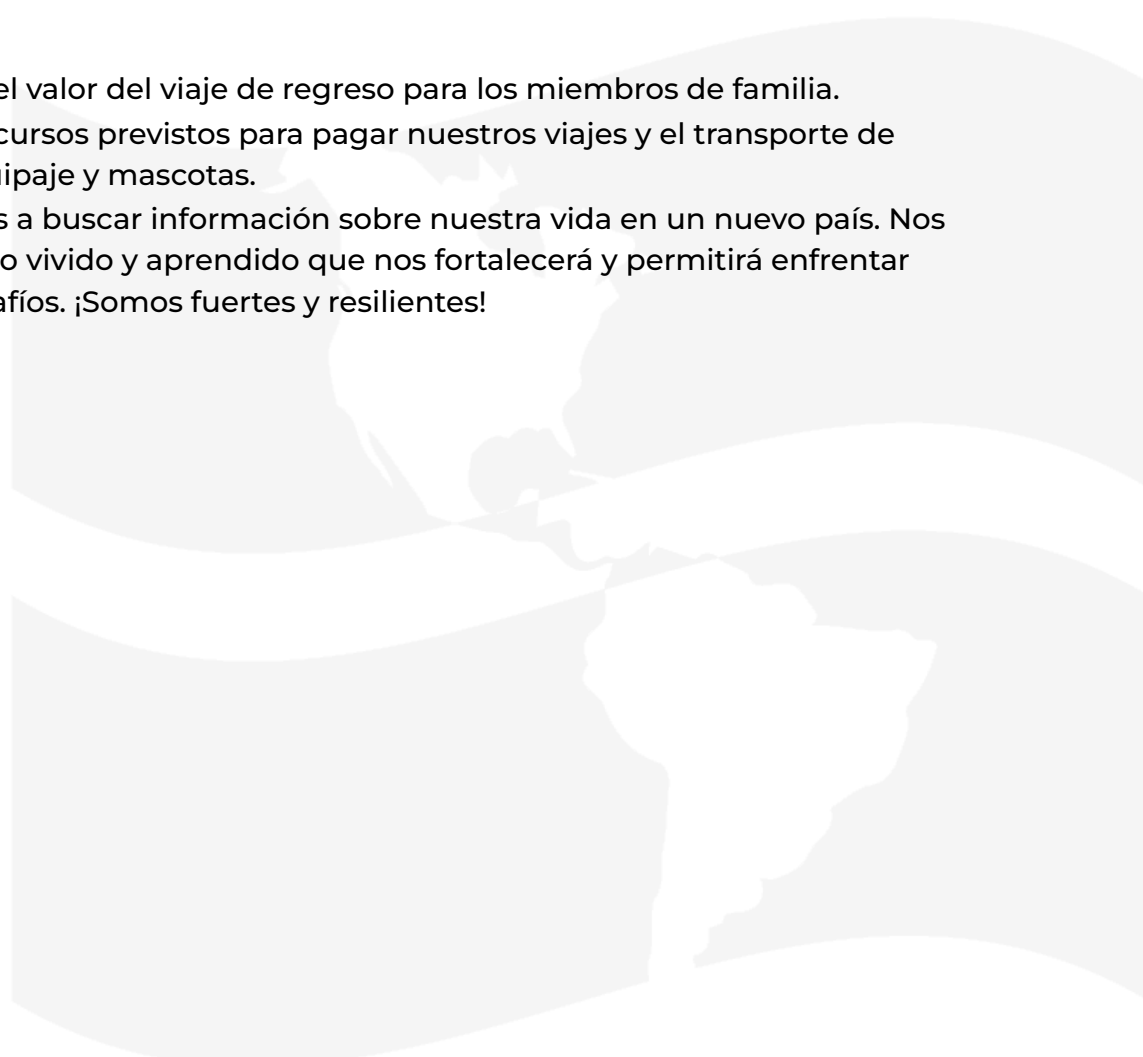 el valor del viaje de regreso para los miembros de familia.
cursos previstos para pagar nuestros viajes y el transporte de
uipaje y mascotas.
s a buscar información sobre nuestra vida en un nuevo país. Nos
o vivido y aprendido que nos fortalecerá y permitirá enfrentar
afíos. ¡Somos fuertes y resilientes!